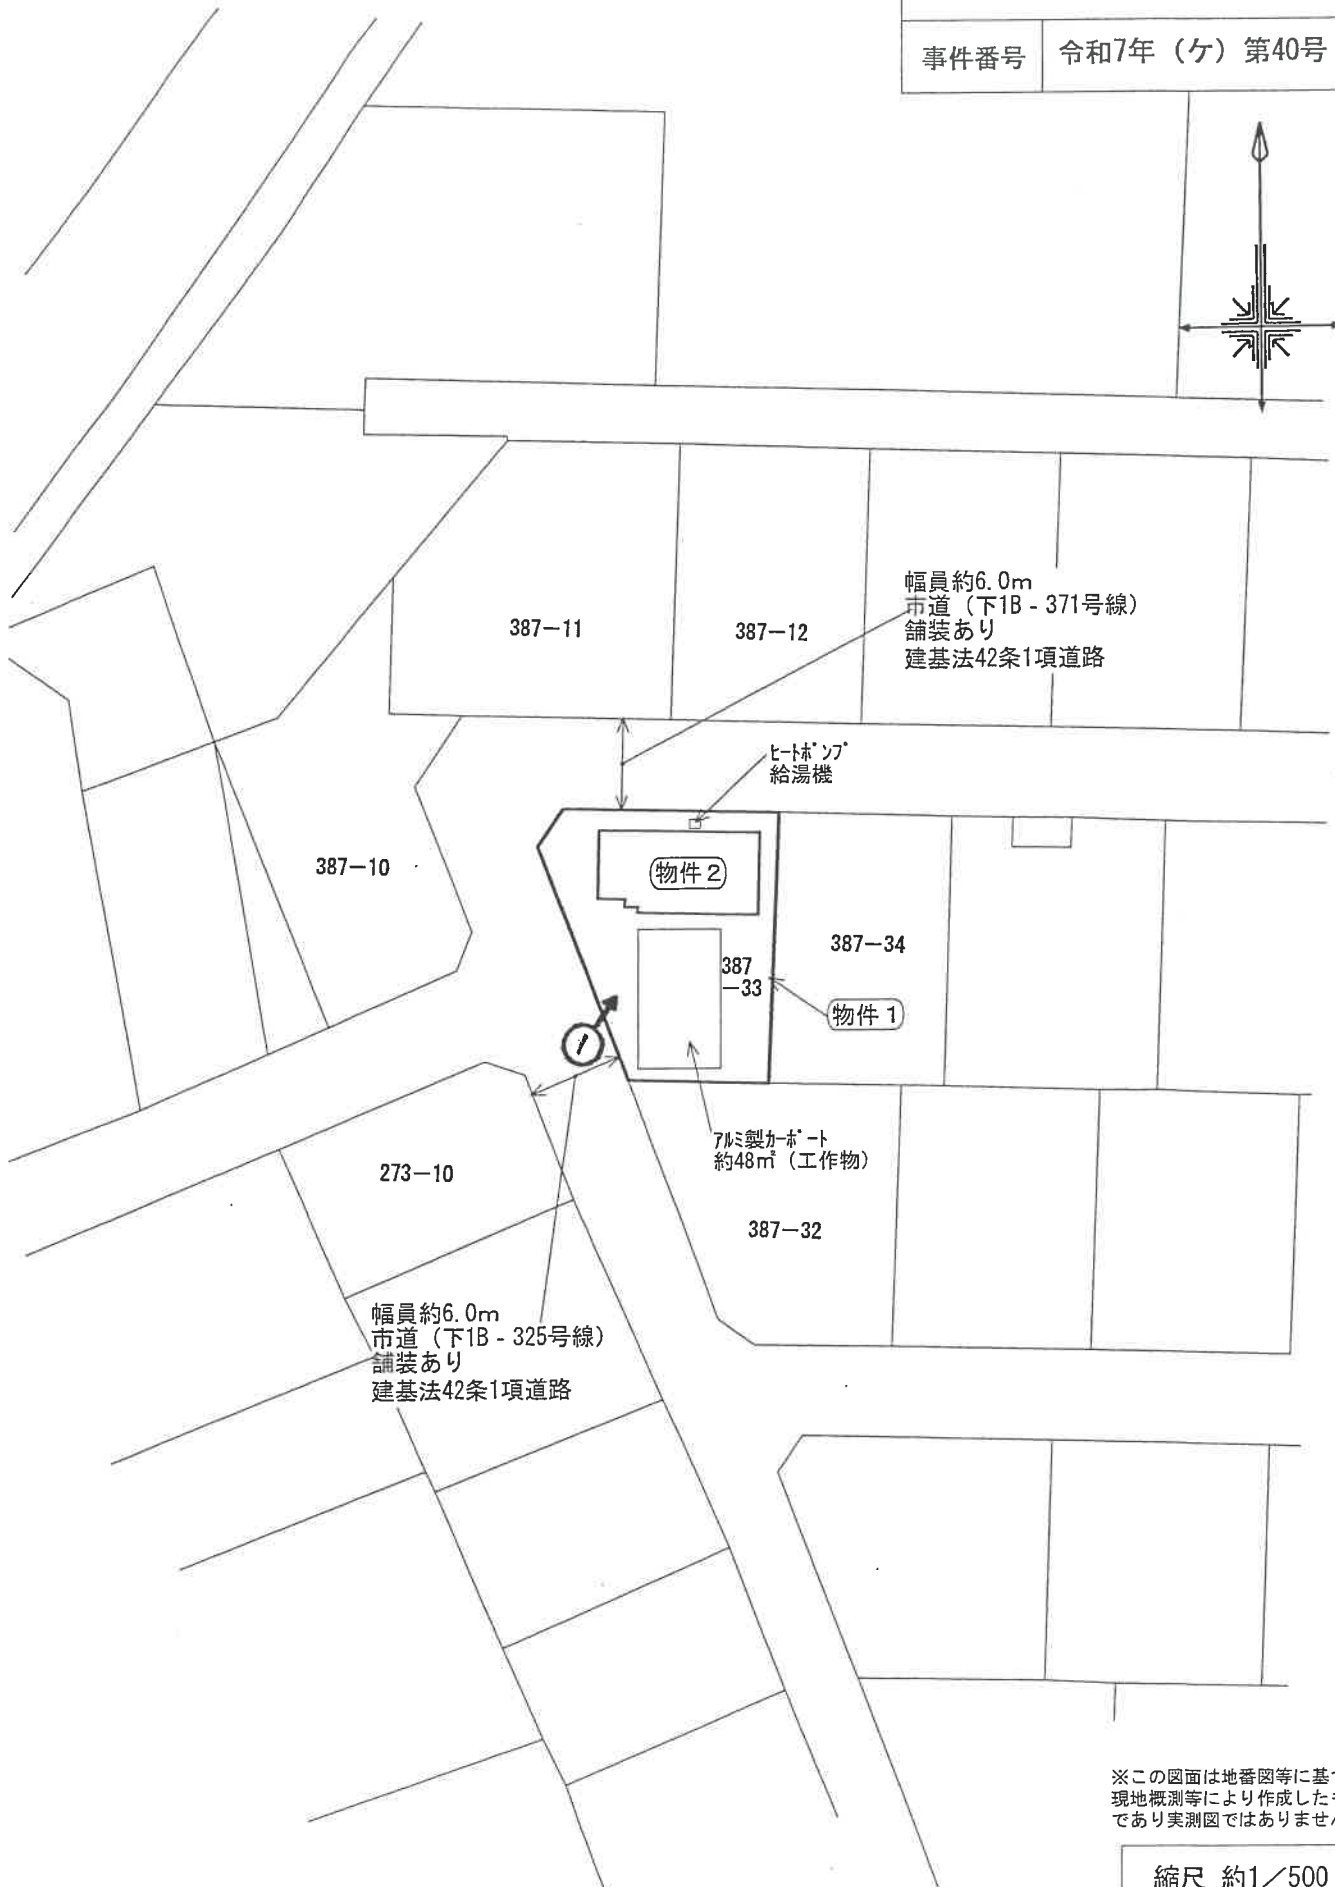 事件番号 令和7年（ケ）第40号
幅員約6.0m
市道（下1B - 371号線）
舗装あり
建基法42条1項道路
387-11
387-12
ﾋｰﾄﾎﾟﾝﾌﾟ
給湯機
387-10
物件２
387-34
387
-33
物件１
1
ｱﾙﾐ製ｶｰﾎﾟｰﾄ
約48㎡（工作物）
273-10
387-32
幅員約6.0m
市道（下1B - 325号線）
舗装あり
建基法42条1項道路
※この図面は地番図等に基
現地概測等により作成した
であり実測図ではありませ
縮尺 約1／500